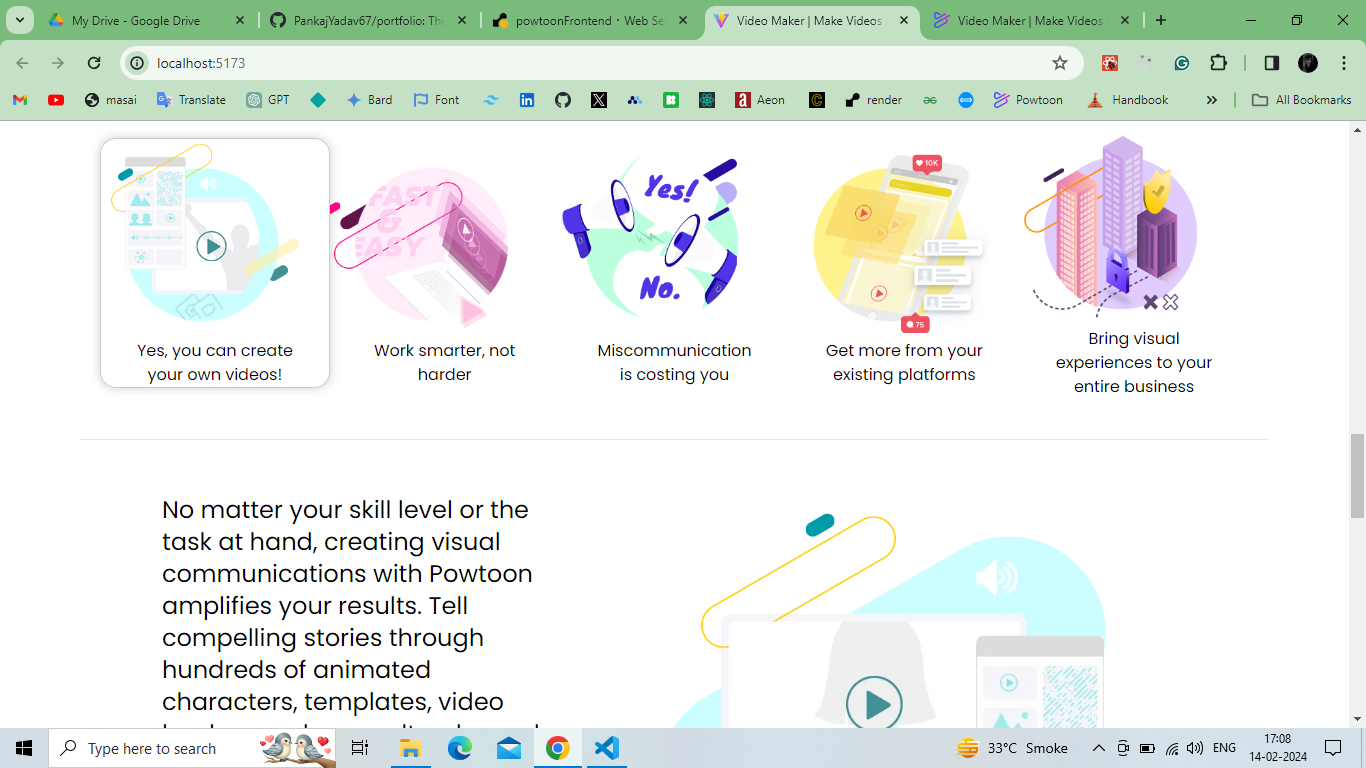 My Drive - Google Drive
PankajYadav67/portfolio: Thi
powtoonFrontend · Web Se
Video Maker | Make Videos
Video Maker | Make Videos
localhost:5173
masai
Translate
GPT
Bard
Font
Aeon
render
Powtoon
Handbook
All Bookmarks
FAST
&
EASY
Yes!
No.
10K
75
Yes, you can create
your own videos!
Work smarter, not
harder
Miscommunication
is costing you
Get more from your
existing platforms
Bring visual
experiences to your
entire business
No matter your skill level or the
task at hand, creating visual
communications with Powtoon
amplifies your results. Tell
compelling stories through
hundreds of animated
characters, templates, video
Type here to search
33°C Smoke
ENG
17:08
14-02-2024